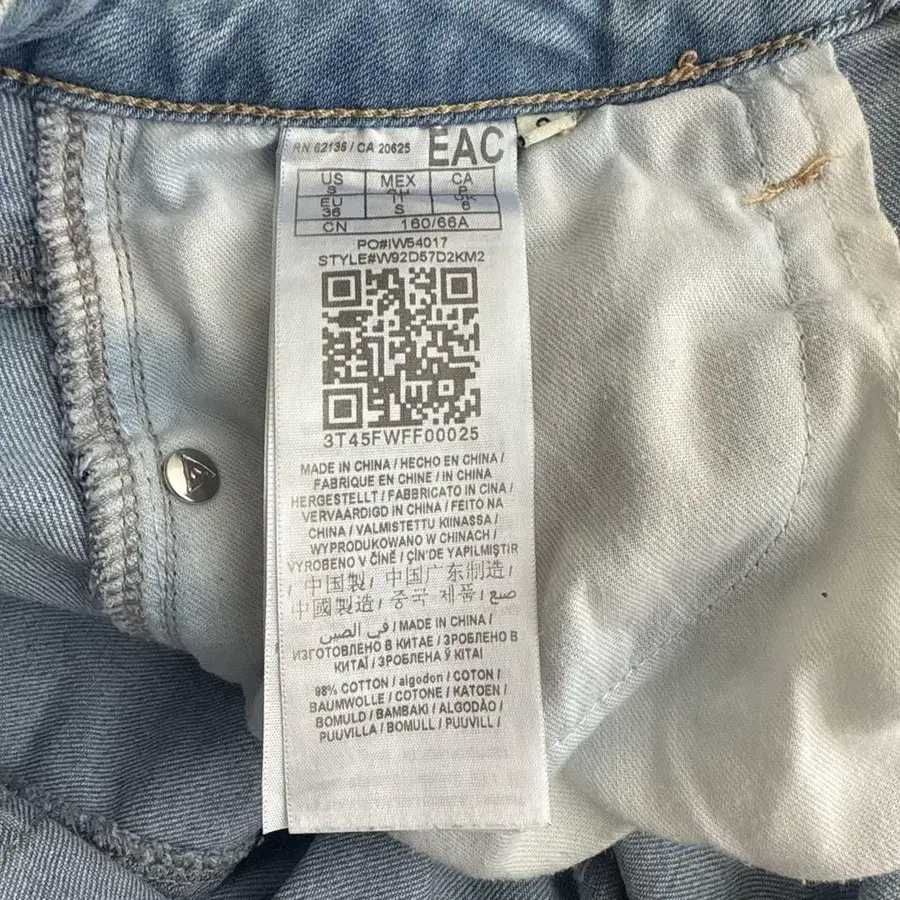 RN 62136 / CA 20625 EAC
US MEX CA
S CH P
EU
36 S 6
CN 160/66A
PO#IW54017
STYLE#W92D57D2KM2
3T45FWFF00025
MADE IN CHINA / HECHO EN CHINA /
FABRIQUE EN CHINE / IN CHINA
HERGESTELLT / FABBRICATO IN CINA /
VERVAARDIGD IN CHINA / FEITO NA
CHINA / VALMISTETTU KIINASSA /
WYPRODUKOWANO W CHINACH /
VYROBENO V ČÍNĚ / ÇİN'DE YAPILMIŞTIR
/ 中国製 / 中国广东制造 /
中國製造 / 중국 제품 / صنع
في الصين / MADE IN CHINA /
ИЗГОТОВЛЕНО В КИТАЕ / ЗРОБЛЕНО В
КИТАЇ / ЗРОБЛЕНА Ў КІТАІ
98% COTTON / algodon / COTON /
BAUMWOLLE / COTONE / KATOEN /
BOMULD / BAMBAKI / ALGODÃO /
PUUVILLA / BOMULL / PUUVILL /